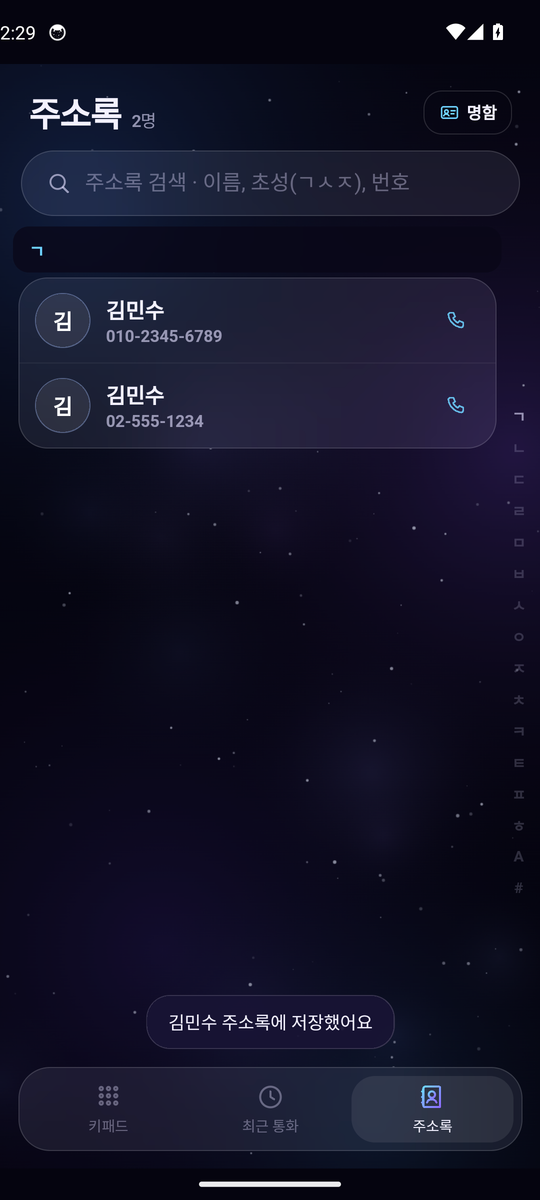 2:29
주소록 2명
명함
주소록 검색 · 이름, 초성(ㄱㅅㅈ), 번호
ㄱ
김 김민수
010-2345-6789
김 김민수
02-555-1234
ㄱ
ㄴ
ㄷ
ㄹ
ㅁ
ㅂ
ㅅ
ㅇ
ㅈ
ㅊ
ㅋ
ㅌ
ㅍ
ㅎ
A
#
김민수 주소록에 저장했어요
키패드
최근 통화
주소록